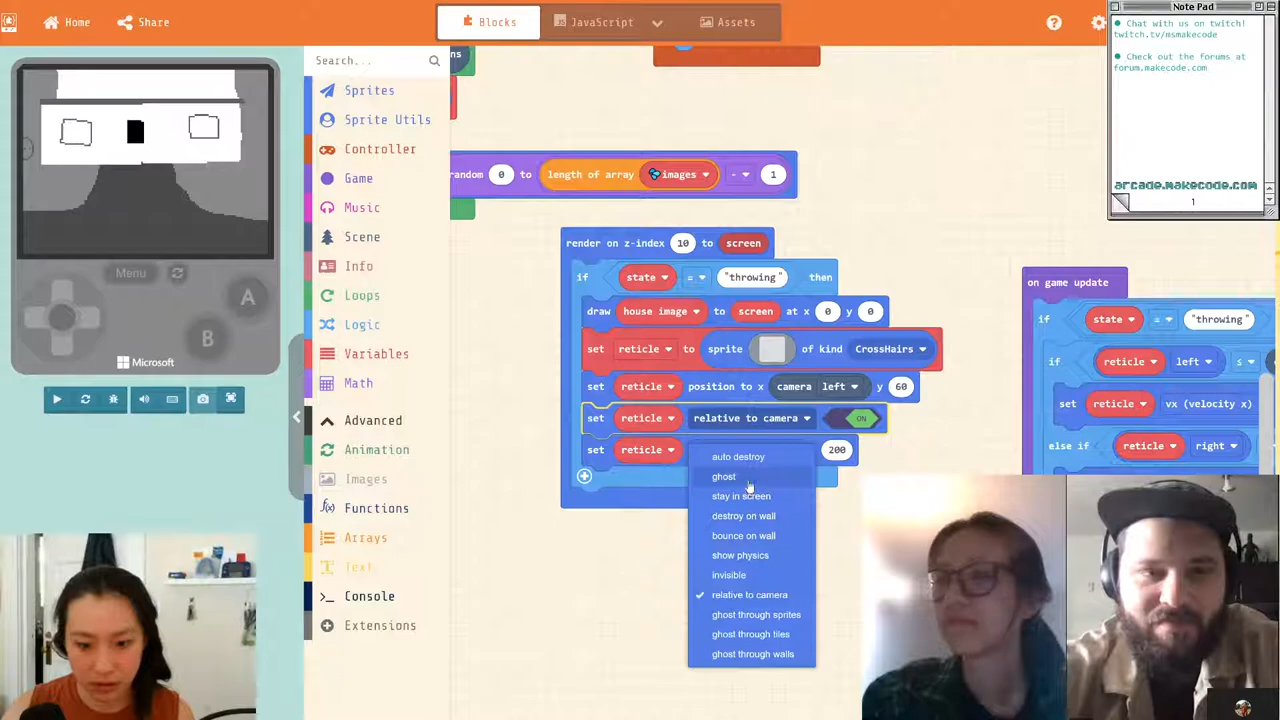 Home
Share
Blocks
JavaScript
Assets
Note Pad
Chat with us on twitch!
twitch.tv/msmakecode
Check out the forums at
forum.makecode.com
arcade.makecode.com
1
Menu
A
B
Microsoft
Search...
Sprites
Sprite Utils
Controller
Game
Music
Scene
Info
Loops
Logic
Variables
Math
Advanced
Animation
Images
Functions
Arrays
Text
Console
Extensions
ns
random 0 to length of array images - 1
render on z-index 10 to screen
if state = "throwing" then
draw house image to screen at x 0 y 0
set reticle to sprite of kind CrossHairs
set reticle position to x camera left y 60
set reticle relative to camera ON
set reticle 200
auto destroy
ghost
stay in screen
destroy on wall
bounce on wall
show physics
invisible
relative to camera
ghost through sprites
ghost through tiles
ghost through walls
on game update
if state = "throwing"
if reticle left ≤
set reticle vx (velocity x)
else if reticle right